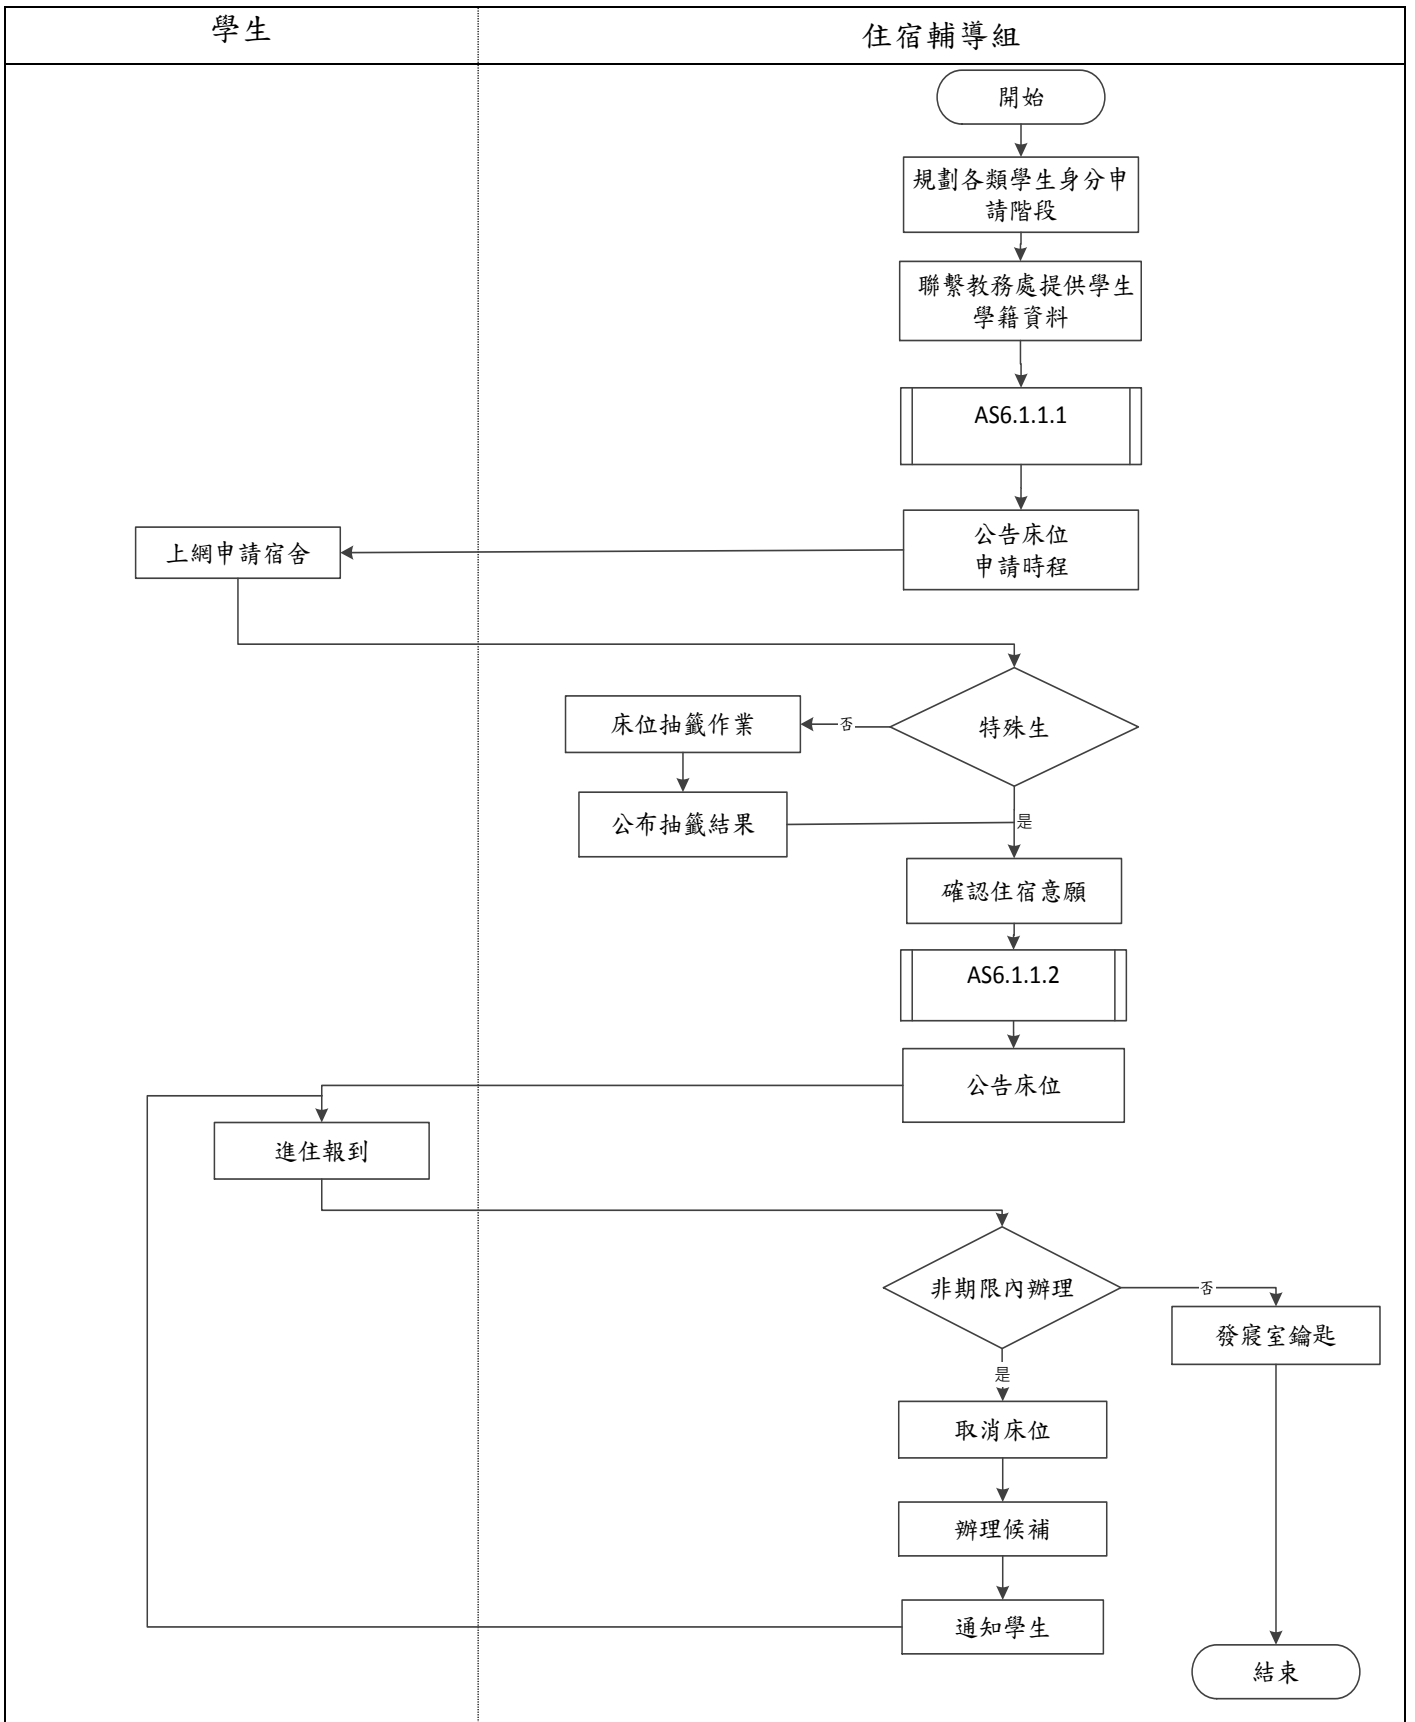 學生
住宿輔導組
開始
規劃各類學生身分申
請階段
聯繫教務處提供學生
學籍資料
AS6.1.1.1
公告床位
申請時程
上網申請宿舍
特殊生
否
床位抽籤作業
公布抽籤結果
是
確認住宿意願
AS6.1.1.2
公告床位
進住報到
非期限內辦理
否
發寢室鑰匙
是
取消床位
辦理候補
通知學生
結束